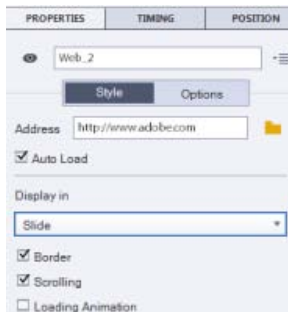 PROPERTIES TIMING POSITION
Web_2
Style Options
Address http://www.adobe.com
Auto Load
Display in
Slide
Border
Scrolling
Loading Animation